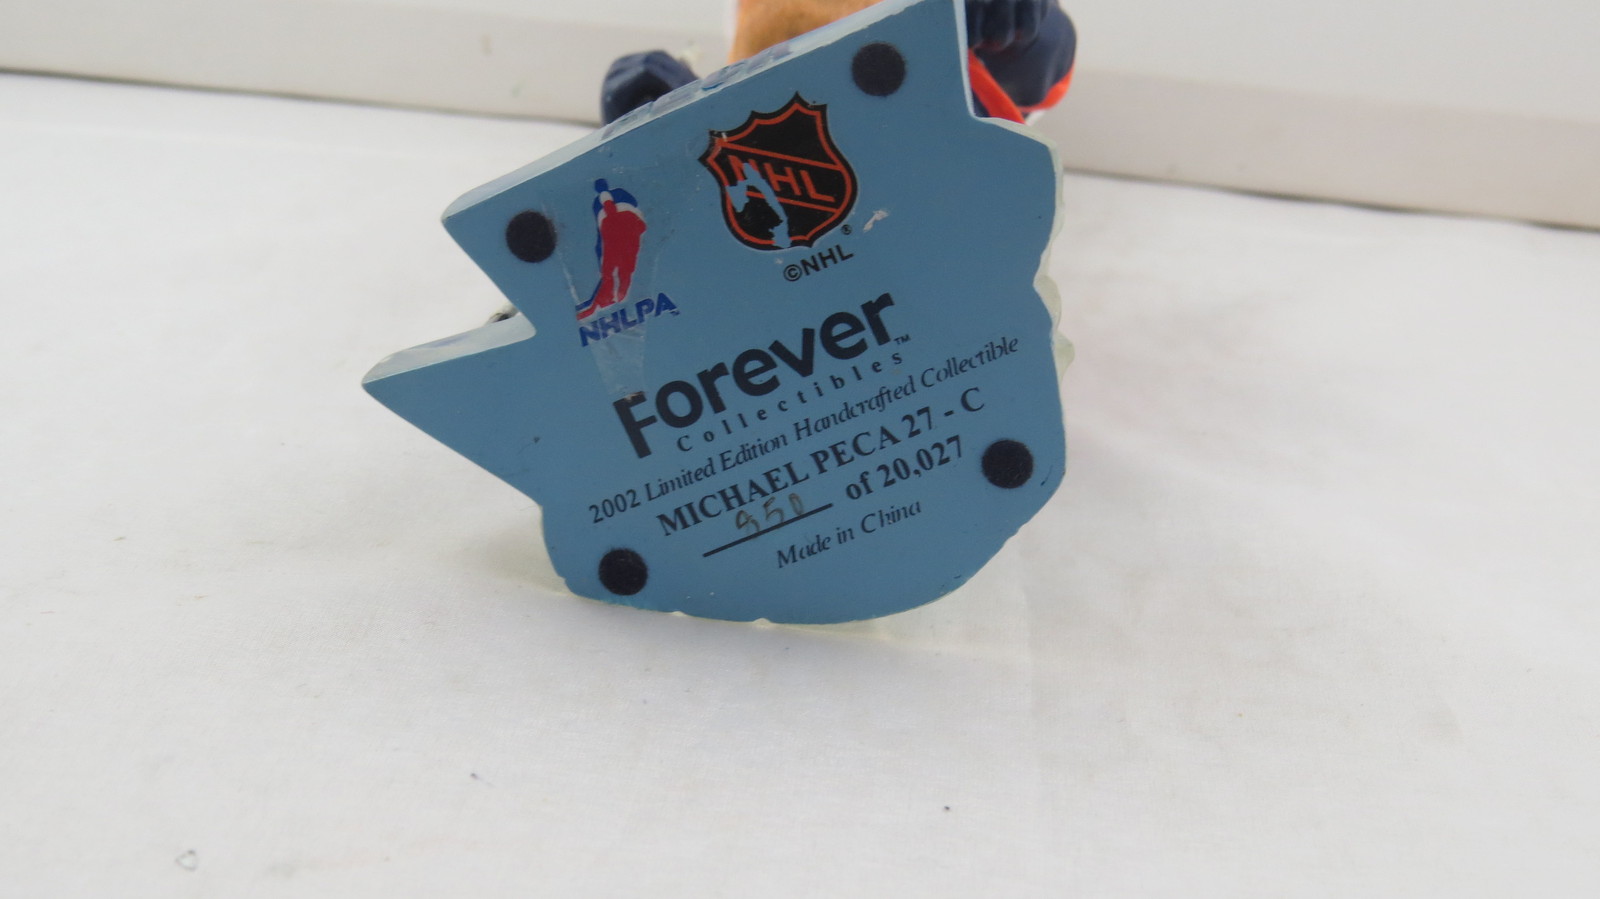 NHL
®
©NHL
NHLPA
Forever™
Collectibles
2002 Limited Edition Handcrafted Collectible
MICHAEL PECA 27 - C
850 of 20,027
Made in China